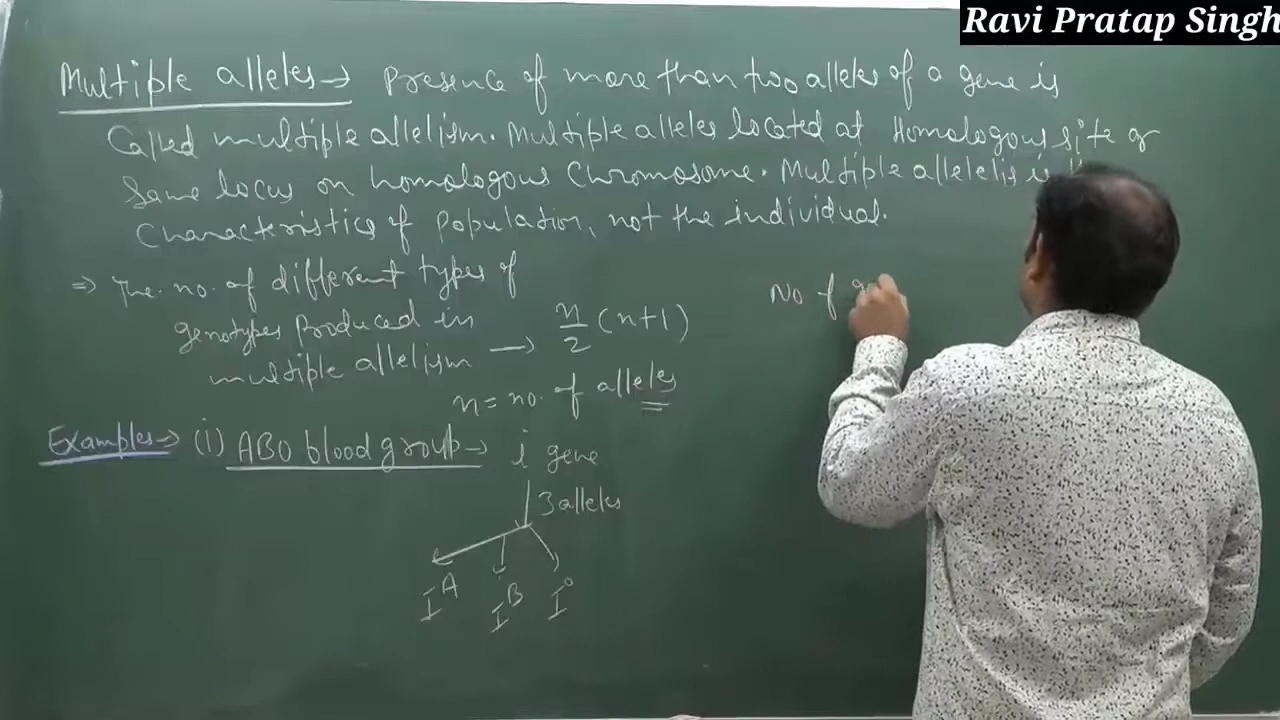 Ravi Pratap Singh
Multiple alleles → Presence of more than two alleles of a gene is
Called multiple allelism. Multiple alleles located at Homologous site or
Same locus on homologous Chromosome. Multiple allelelis is
Characteristics of population, not the individual.
⇒ The no. of different types of
genotypes produced in
multiple allelism → n/2 (n+1)
n = no. of alleles
No of
Examples → (i) ABO blood group → i gene
3 alleles
I^A I^B I^o